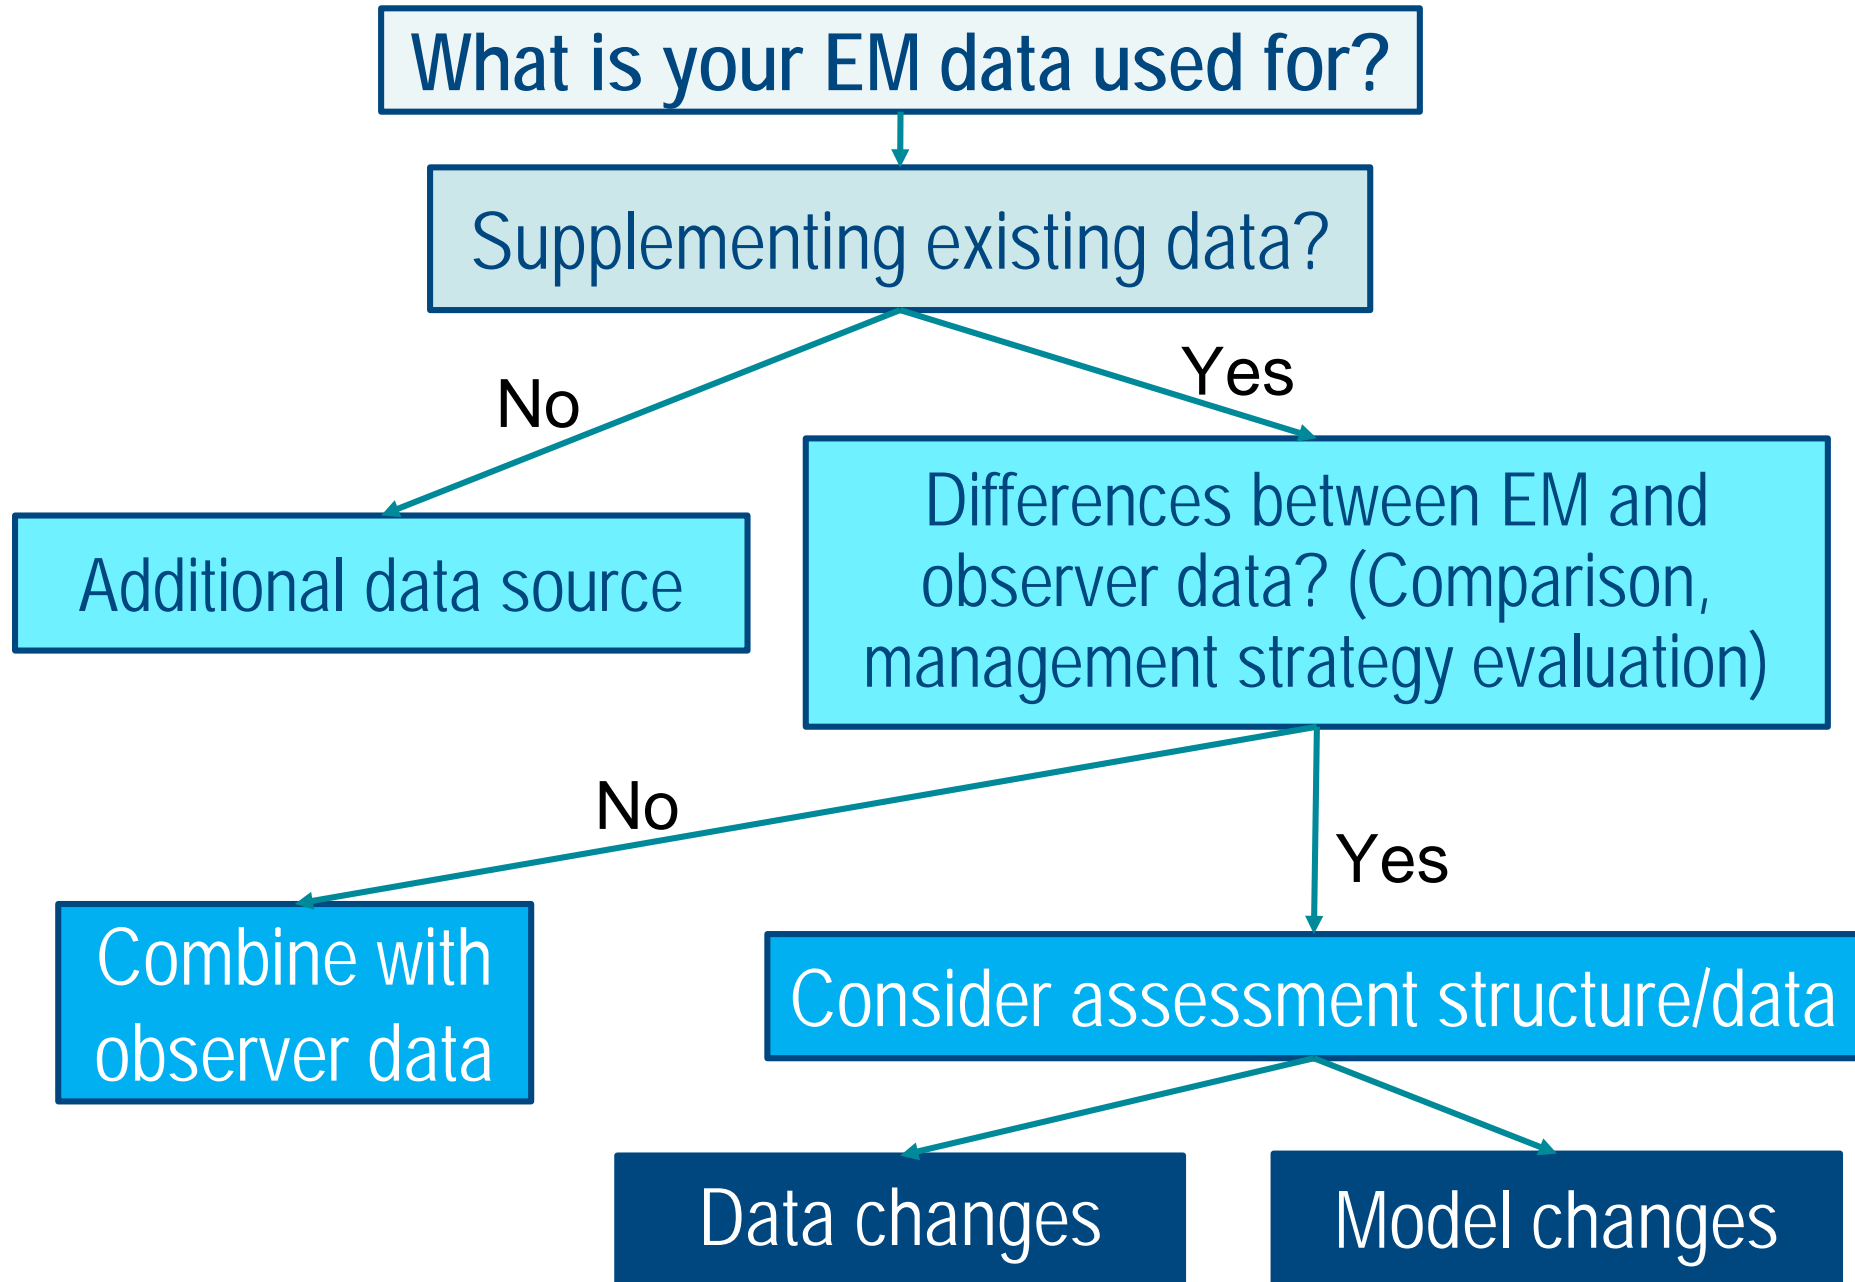 What is your EM data used for?
Supplementing existing data?
No
Yes
Additional data source
Differences between EM and
observer data? (Comparison,
management strategy evaluation)
No
Yes
Combine with
observer data
Consider assessment structure/data
Data changes
Model changes